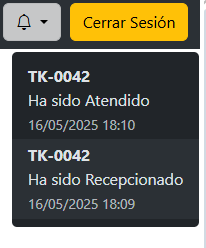 Cerrar Sesión
TK-0042
Ha sido Atendido
16/05/2025 18:10
TK-0042
Ha sido Recepcionado
16/05/2025 18:09